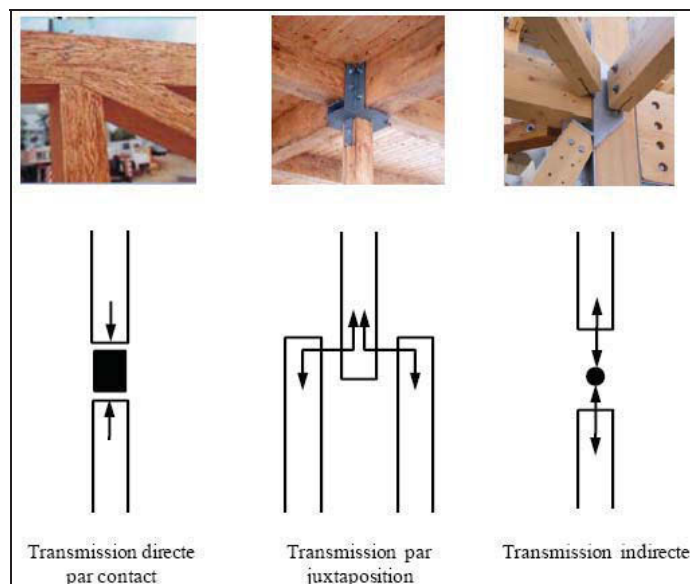 Transmission directe
par contact
Transmission par
juxtaposition
Transmission indirecte